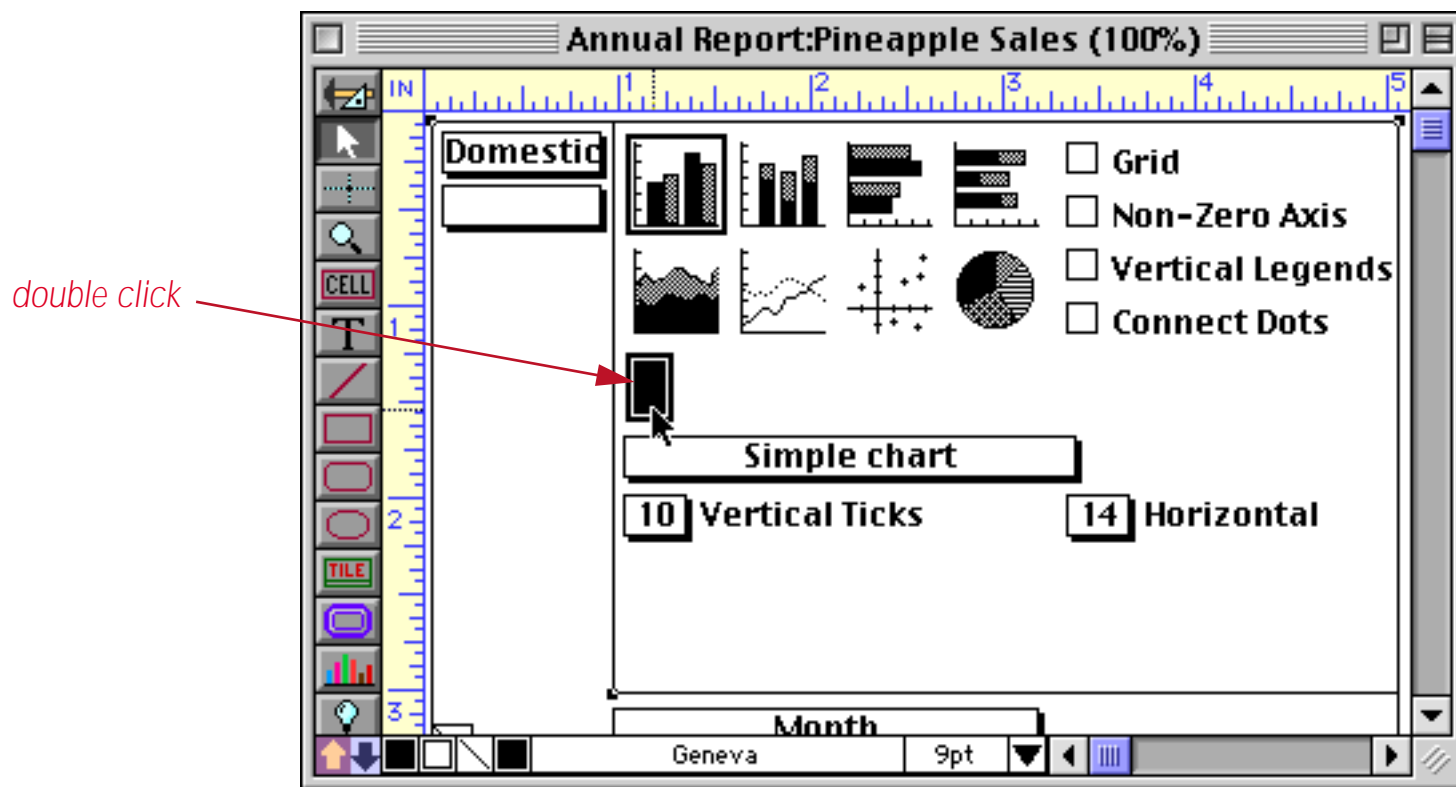 Annual Report:Pineapple Sales (100%)
IN 1 2 3 4 5
Domestic
Grid
Non-Zero Axis
Vertical Legends
Connect Dots
CELL
double click
T
1
Simple chart
10 Vertical Ticks 14 Horizontal
2
TILE
3
Month
Geneva 9pt